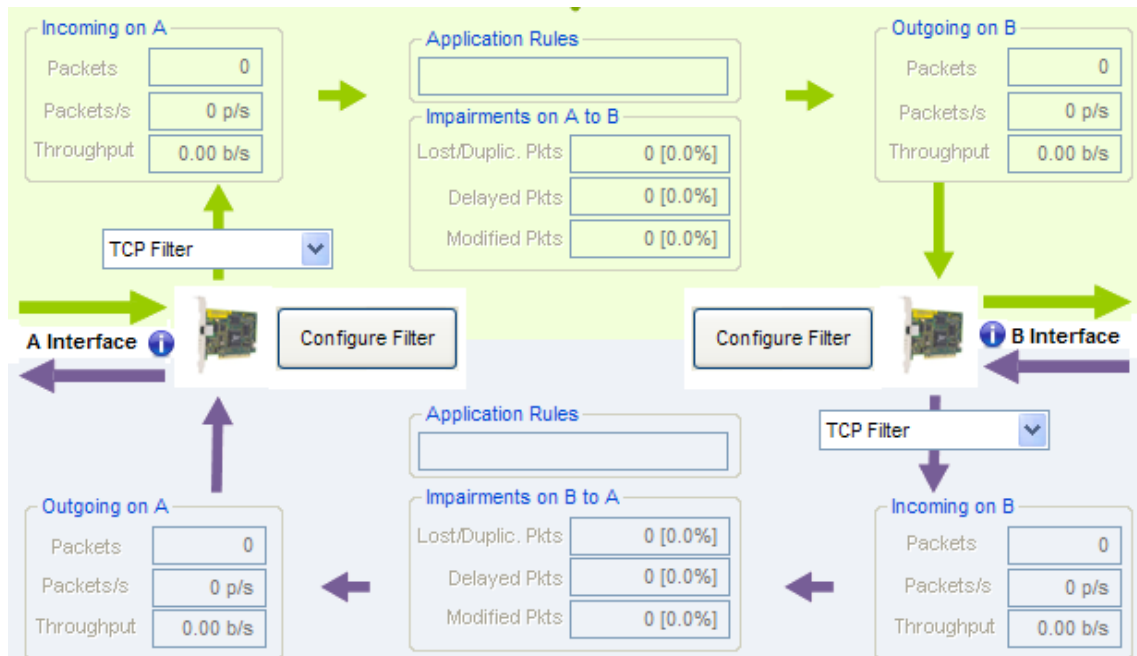 Incoming on A
Packets 0
Packets/s 0 p/s
Throughput 0.00 b/s
Application Rules
Impairments on A to B
Lost/Duplic. Pkts 0 [0.0%]
Delayed Pkts 0 [0.0%]
Modified Pkts 0 [0.0%]
Outgoing on B
Packets 0
Packets/s 0 p/s
Throughput 0.00 b/s
TCP Filter
A Interface
Configure Filter
Configure Filter
B Interface
TCP Filter
Outgoing on A
Packets 0
Packets/s 0 p/s
Throughput 0.00 b/s
Application Rules
Impairments on B to A
Lost/Duplic. Pkts 0 [0.0%]
Delayed Pkts 0 [0.0%]
Modified Pkts 0 [0.0%]
Incoming on B
Packets 0
Packets/s 0 p/s
Throughput 0.00 b/s